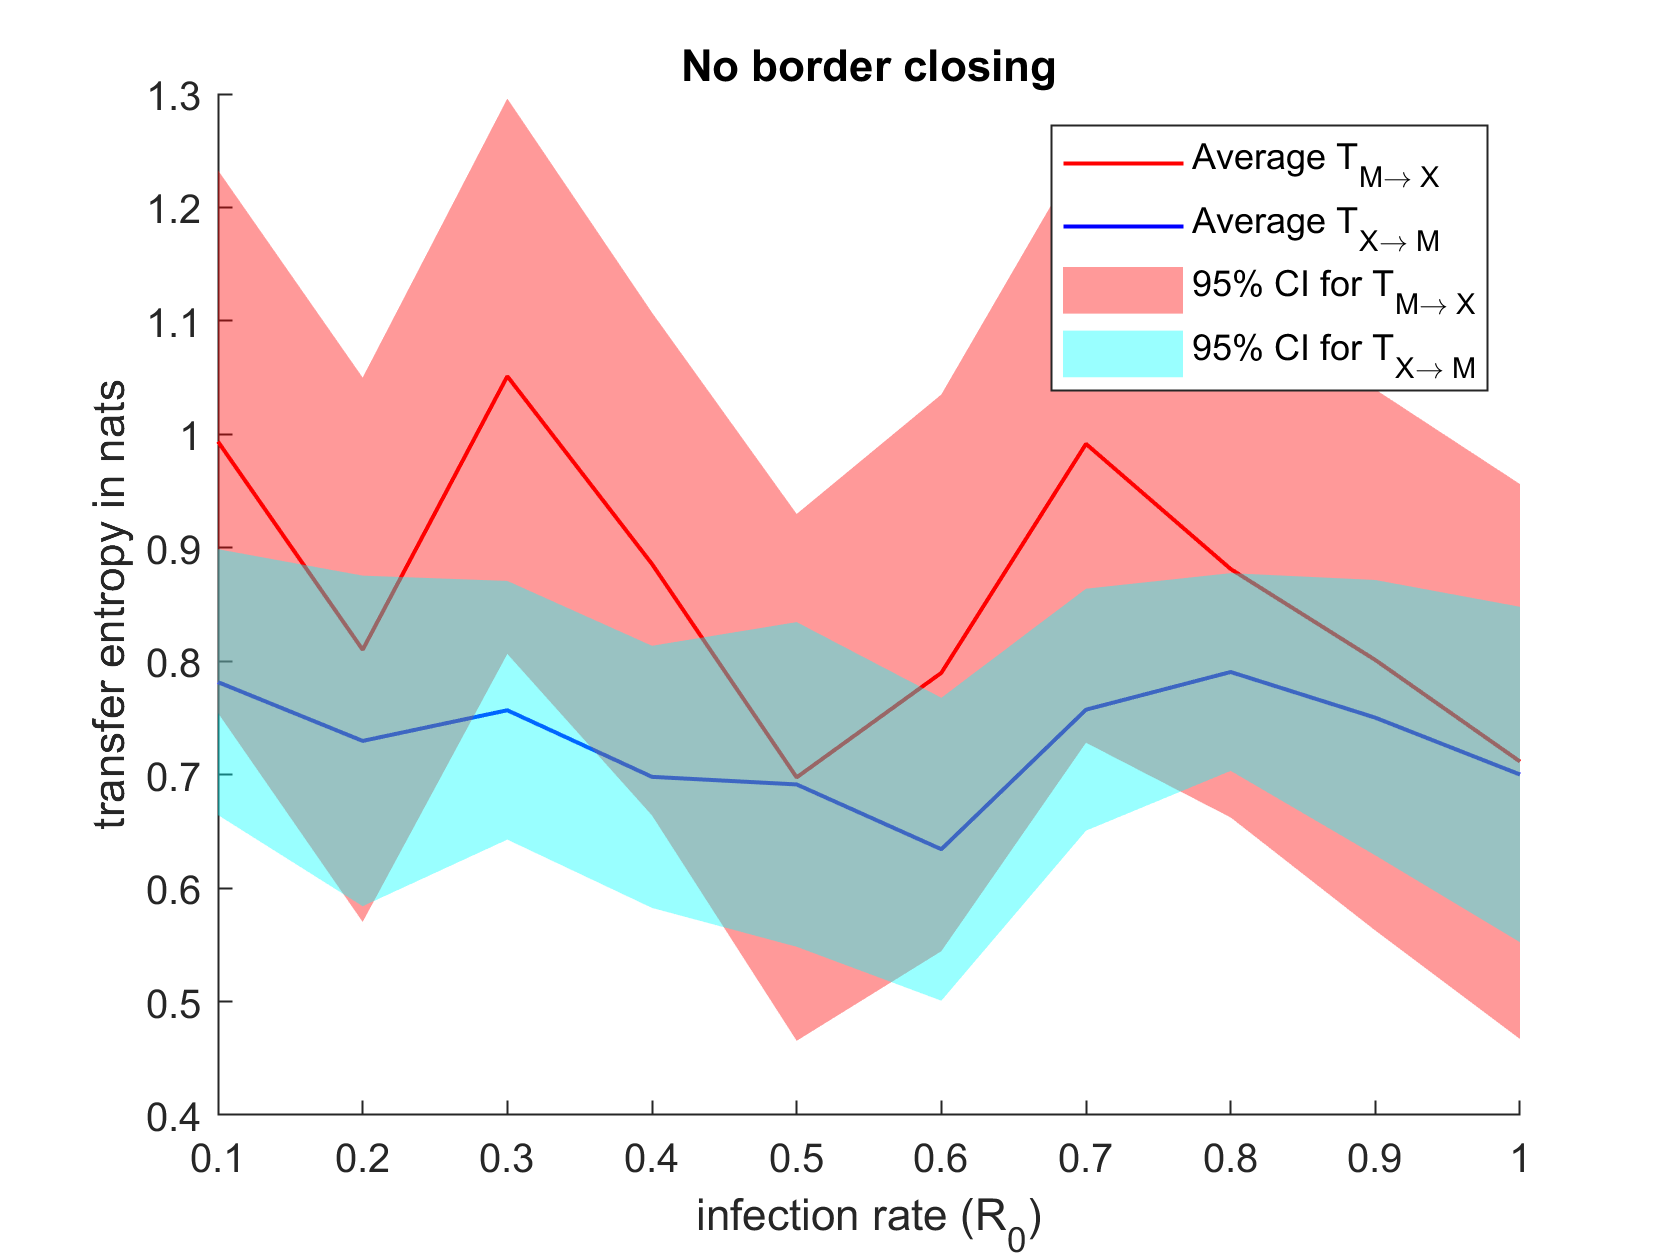 No border closing
1.3
1.2
1.1
1
0.9
0.8
0.7
0.6
0.5
0.4
transfer entropy in nats
Average T_{M→ X}
Average T_{X→ M}
95% CI for T_{M→ X}
95% CI for T_{X→ M}
0.1 0.2 0.3 0.4 0.5 0.6 0.7 0.8 0.9 1
infection rate (R_0)